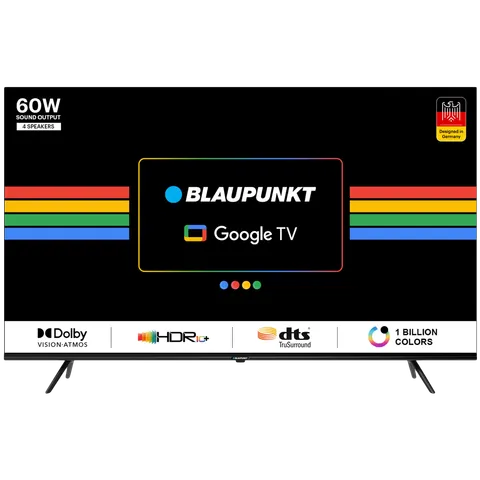 60W
SOUND OUTPUT
4 SPEAKERS
Designed in
Germany
BLAUPUNKT
Google TV
Dolby
VISION·ATMOS
HDR10+
dts
TruSurround
1 BILLION
COLORS
BLAUPUNKT